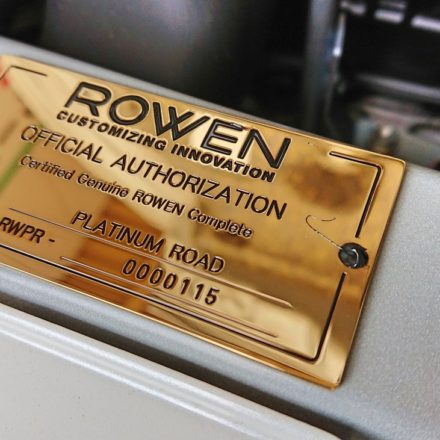 ROWEN
CUSTOMIZING INNOVATION
OFFICIAL AUTHORIZATION
Certified Genuine ROWEN Complete
PLATINUM ROAD
RWPR - 0000115